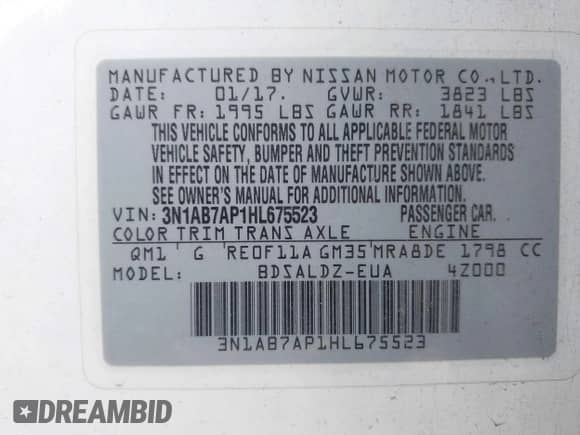 MANUFACTURED BY NISSAN MOTOR CO., LTD.
DATE: 01/17. GVWR: 3823 LBS
GAWR FR: 1995 LBS GAWR RR: 1841 LBS
THIS VEHICLE CONFORMS TO ALL APPLICABLE FEDERAL MOTOR
VEHICLE SAFETY, BUMPER AND THEFT PREVENTION STANDARDS
IN EFFECT ON THE DATE OF MANUFACTURE SHOWN ABOVE.
SEE OWNER'S MANUAL FOR ADDITIONAL INFORMATION.
VIN: 3N1AB7AP1HL675523 PASSENGER CAR.
COLOR TRIM TRANS AXLE ENGINE
QM1 G RE0F11A GM35 MRA8DE 1798 CC
MODEL: BDSALDZ-EUA 4Z000
3N1AB7AP1HL675523
DREAMBID